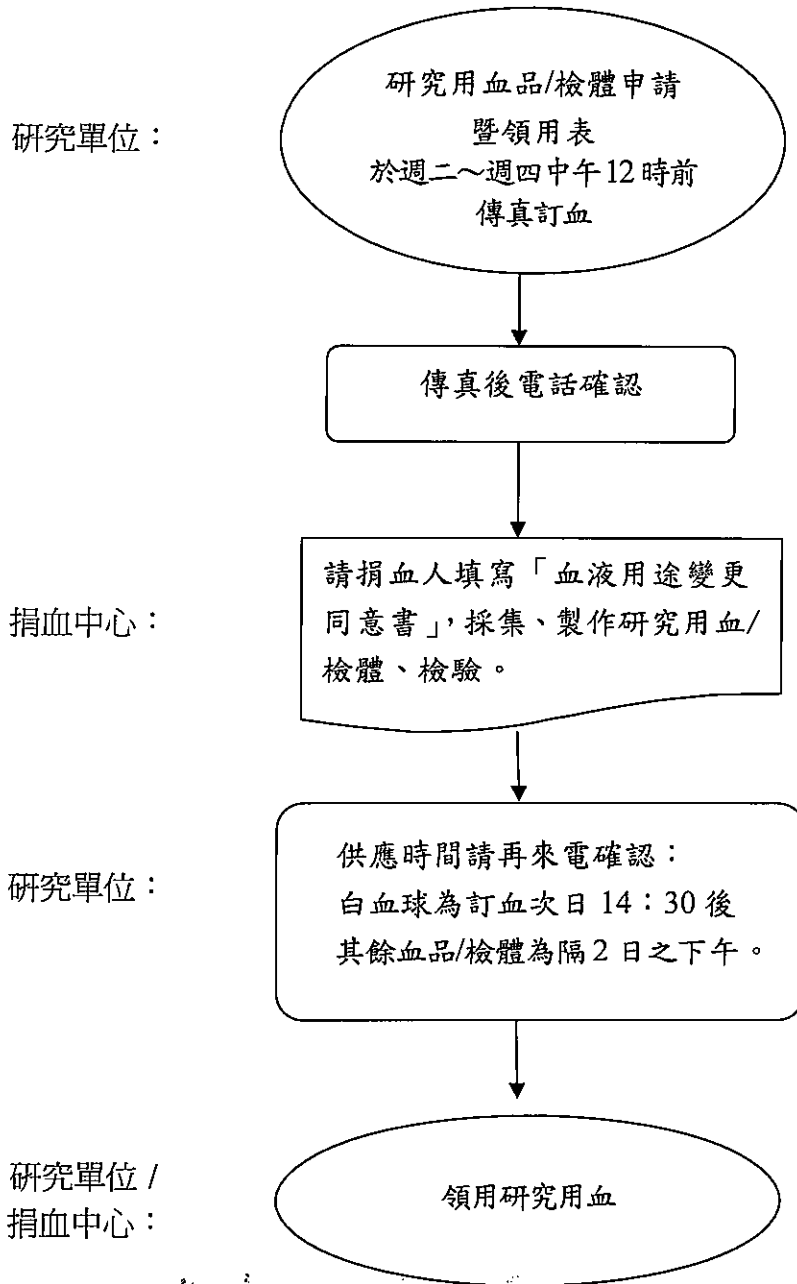 研究單位：
研究用血品/檢體申請
暨領用表
於週二～週四中午12時前
傳真訂血
傳真後電話確認
捐血中心：
請捐血人填寫「血液用途變更
同意書」，採集、製作研究用血/
檢體、檢驗。
研究單位：
供應時間請再來電確認：
白血球為訂血次日 14：30 後
其餘血品/檢體為隔 2 日之下午。
研究單位 /
捐血中心：
領用研究用血